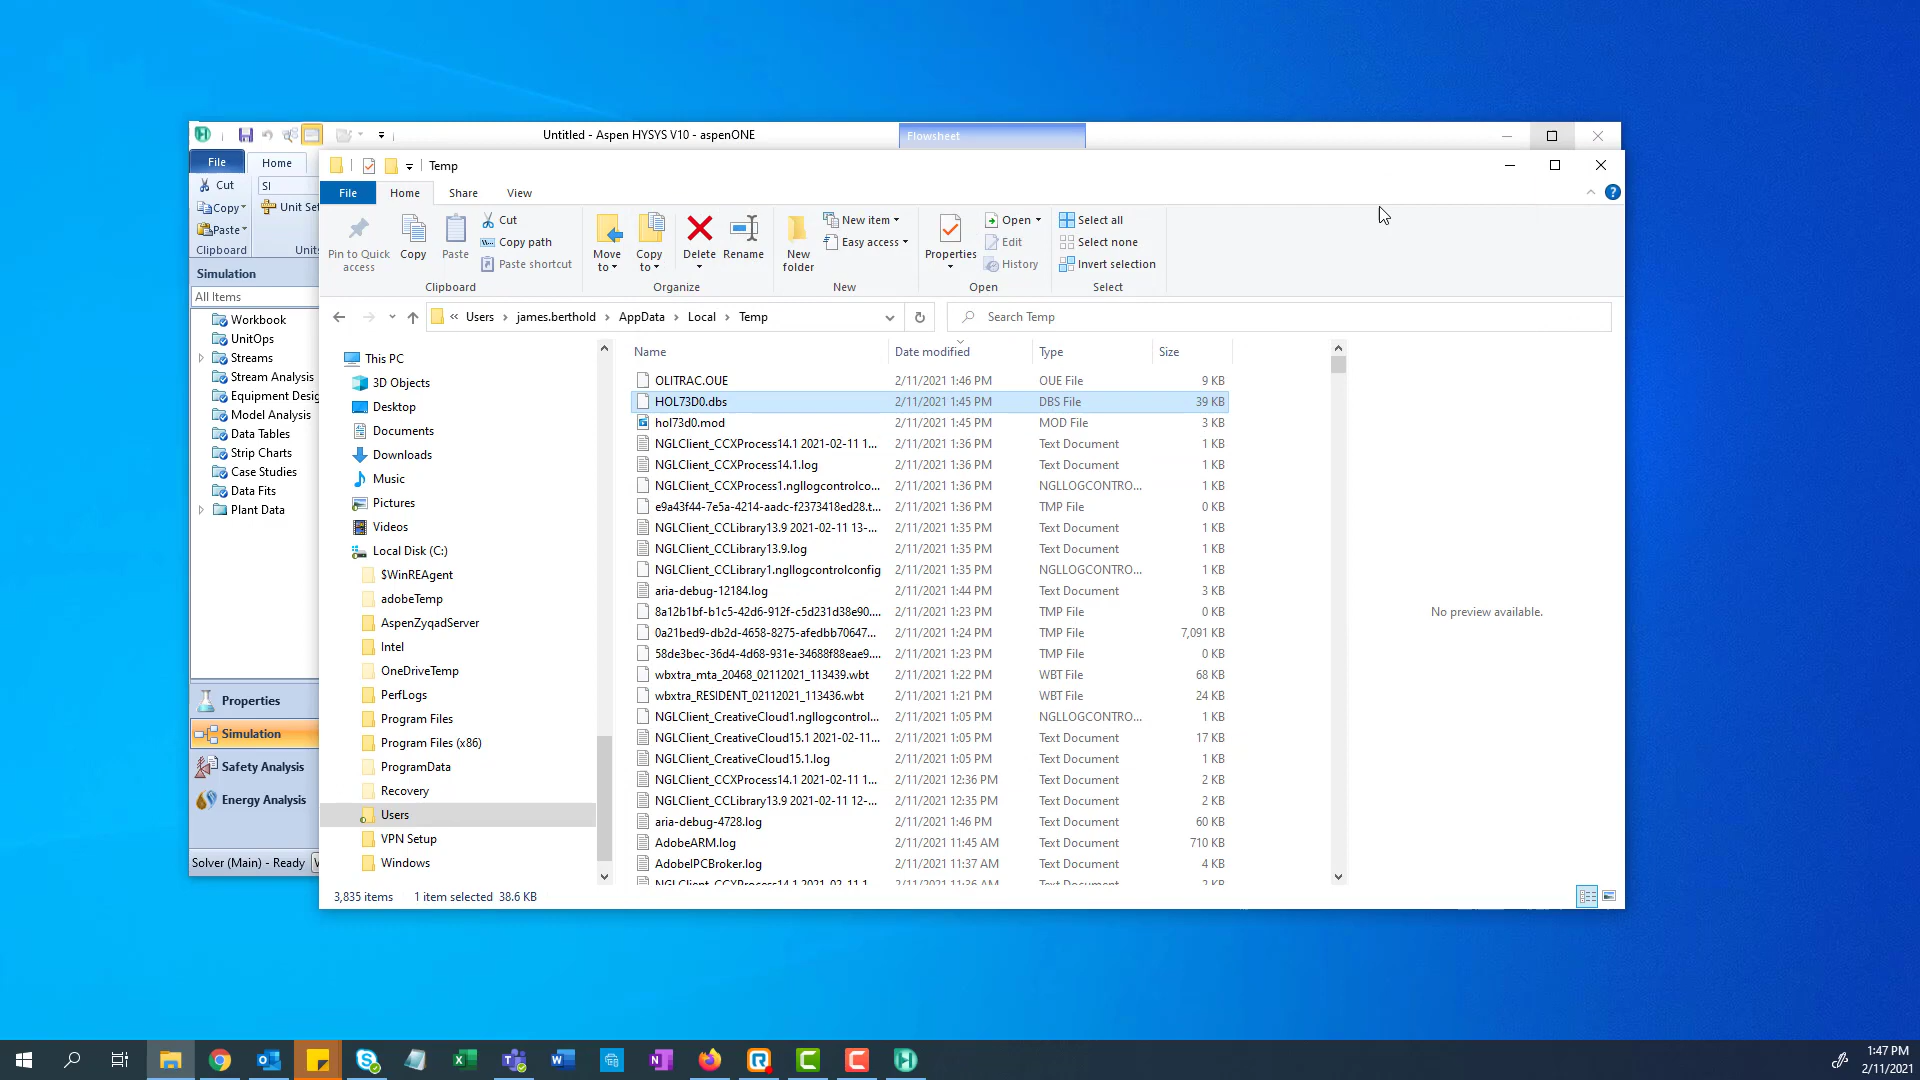 Untitled - Aspen HYSYS V10 - aspenONE
Flowsheet
File
Home
Cut
SI
Copy
Unit Set
Paste
Clipboard
Units
Simulation
All Items
Workbook
UnitOps
Streams
Stream Analysis
Equipment Desig
Model Analysis
Data Tables
Strip Charts
Case Studies
Data Fits
Plant Data
Properties
Simulation
Safety Analysis
Energy Analysis
Solver (Main) - Ready
Temp
File
Home
Share
View
Pin to Quick access
Copy
Paste
Cut
Copy path
Paste shortcut
Clipboard
Move to
Copy to
Delete
Rename
Organize
New folder
New item
Easy access
New
Properties
Open
Edit
History
Open
Select all
Select none
Invert selection
Select
« Users > james.berthold > AppData > Local > Temp
Search Temp
This PC
3D Objects
Desktop
Documents
Downloads
Music
Pictures
Videos
Local Disk (C:)
$WinREAgent
adobeTemp
AspenZyqadServer
Intel
OneDriveTemp
PerfLogs
Program Files
Program Files (x86)
ProgramData
Recovery
Users
VPN Setup
Windows
Name Date modified Type Size
OLITRAC.OUE 2/11/2021 1:46 PM OUE File 9 KB
HOL73D0.dbs 2/11/2021 1:45 PM DBS File 39 KB
hol73d0.mod 2/11/2021 1:45 PM MOD File 3 KB
NGLClient_CCXProcess14.1 2021-02-11 1... 2/11/2021 1:36 PM Text Document 1 KB
NGLClient_CCXProcess14.1.log 2/11/2021 1:36 PM Text Document 1 KB
NGLClient_CCXProcess1.ngllogcontrolco... 2/11/2021 1:36 PM NGLLOGCONTRO... 1 KB
e9a43f44-7e5a-4214-aadc-f2373418ed28.t... 2/11/2021 1:36 PM TMP File 0 KB
NGLClient_CCLibrary13.9 2021-02-11 13-... 2/11/2021 1:35 PM Text Document 1 KB
NGLClient_CCLibrary13.9.log 2/11/2021 1:35 PM Text Document 1 KB
NGLClient_CCLibrary1.ngllogcontrolconfig 2/11/2021 1:35 PM NGLLOGCONTRO... 1 KB
aria-debug-12184.log 2/11/2021 1:44 PM Text Document 3 KB
8a12b1bf-b1c5-42d6-912f-c5d231d38e90.... 2/11/2021 1:23 PM TMP File 0 KB
0a21bed9-db2d-4658-8275-afedbb70647... 2/11/2021 1:24 PM TMP File 7,091 KB
58de3bec-36d4-4d68-931e-34688f88eae9.... 2/11/2021 1:23 PM TMP File 0 KB
wbxtra_mta_20468_02112021_113439.wbt 2/11/2021 1:22 PM WBT File 68 KB
wbxtra_RESIDENT_02112021_113436.wbt 2/11/2021 1:21 PM WBT File 24 KB
NGLClient_CreativeCloud1.ngllogcontrol... 2/11/2021 1:05 PM NGLLOGCONTRO... 1 KB
NGLClient_CreativeCloud15.1 2021-02-11... 2/11/2021 1:05 PM Text Document 17 KB
NGLClient_CreativeCloud15.1.log 2/11/2021 1:05 PM Text Document 1 KB
NGLClient_CCXProcess14.1 2021-02-11 1... 2/11/2021 12:36 PM Text Document 2 KB
NGLClient_CCLibrary13.9 2021-02-11 12-... 2/11/2021 12:35 PM Text Document 2 KB
aria-debug-4728.log 2/11/2021 1:46 PM Text Document 60 KB
AdobeARM.log 2/11/2021 11:45 AM Text Document 710 KB
AdobeIPCBroker.log 2/11/2021 11:37 AM Text Document 4 KB
NGLClient_CCXProcess14.1 2021-02-11 1... 2/11/2021 11:36 AM Text Document 2 KB
No preview available.
3,835 items 1 item selected 38.6 KB
1:47 PM
2/11/2021